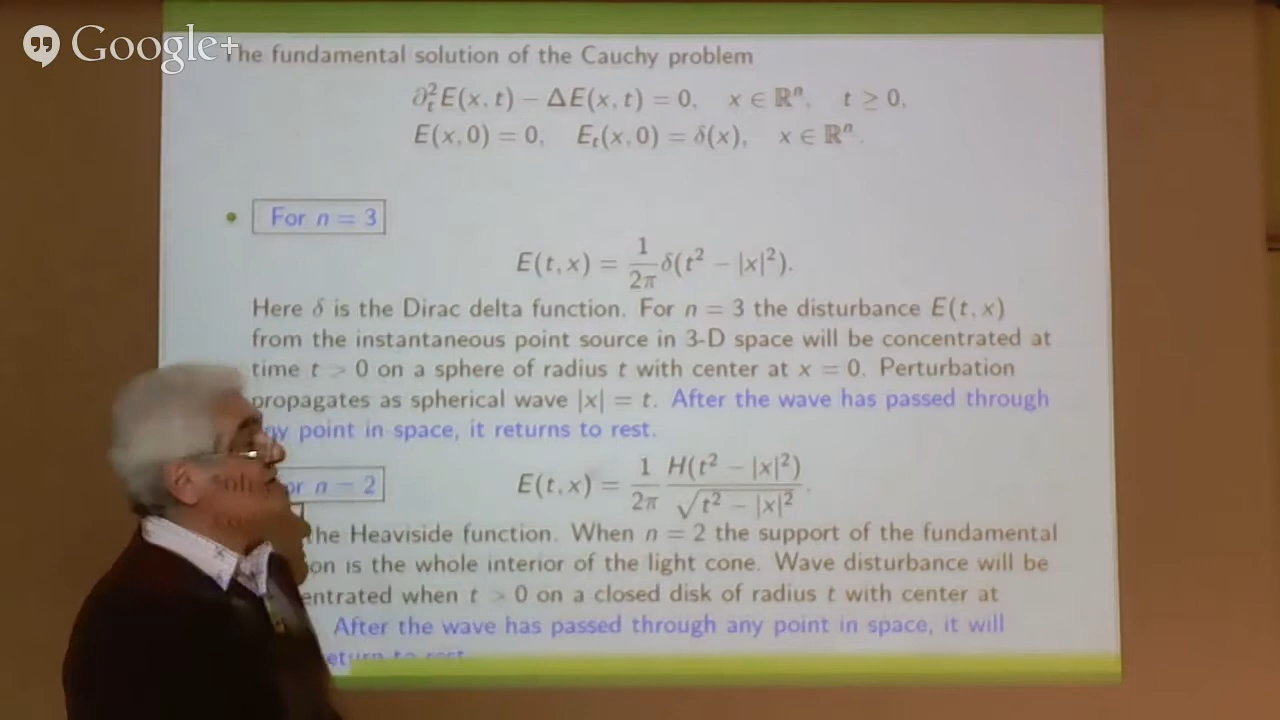 Google+
The fundamental solution of the Cauchy problem
∂²ₜE(x, t) − ΔE(x, t) = 0, x ∈ ℝⁿ, t ≥ 0,
E(x, 0) = 0, Eₜ(x, 0) = δ(x), x ∈ ℝⁿ.
• For n = 3
E(t, x) = 1/2π δ(t² − |x|²).
Here δ is the Dirac delta function. For n = 3 the disturbance E(t, x)
from the instantaneous point source in 3-D space will be concentrated at
time t > 0 on a sphere of radius t with center at x = 0. Perturbation
propagates as spherical wave |x| = t. After the wave has passed through
any point in space, it returns to rest.
For n = 2
E(t, x) = 1/2π H(t² − |x|²)/√t² − |x|².
the Heaviside function. When n = 2 the support of the fundamental
is the whole interior of the light cone. Wave disturbance will be
when t > 0 on a closed disk of radius t with center at
After the wave has passed through any point in space, it will
return to rest